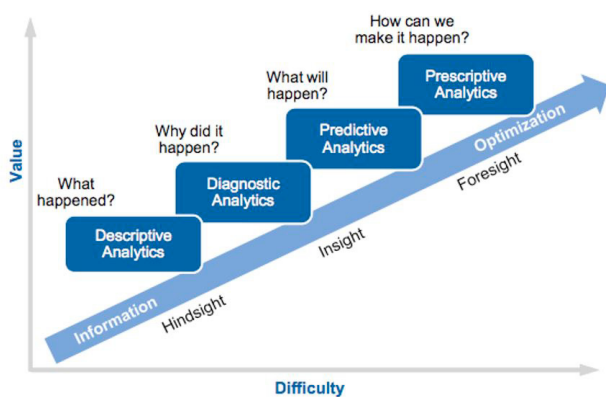 How can we
make it happen?
Prescriptive
Analytics
What will
happen?
Predictive
Analytics
Optimization
Why did it
happen?
Diagnostic
Analytics
Foresight
What
happened?
Descriptive
Analytics
Insight
Information
Hindsight
Value
Difficulty